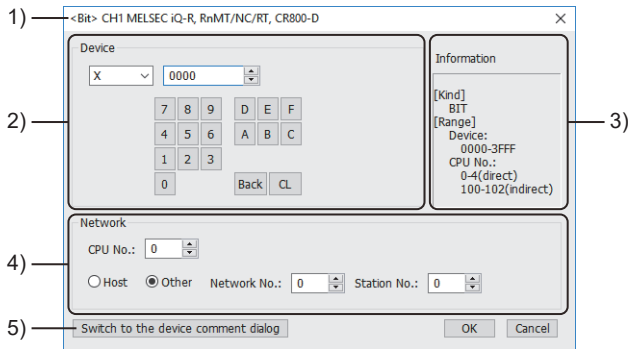 1)
<Bit> CH1 MELSEC iQ-R, RnMT/NC/RT, CR800-D
2)
Device
X 0000
7 8 9 D E F
4 5 6 A B C
1 2 3
0 Back CL
3)
Information
[Kind]
BIT
[Range]
Device:
0000-3FFF
CPU No.:
0-4(direct)
100-102(indirect)
4)
Network
CPU No.: 0
Host Other Network No.: 0 Station No.: 0
5)
Switch to the device comment dialog OK Cancel